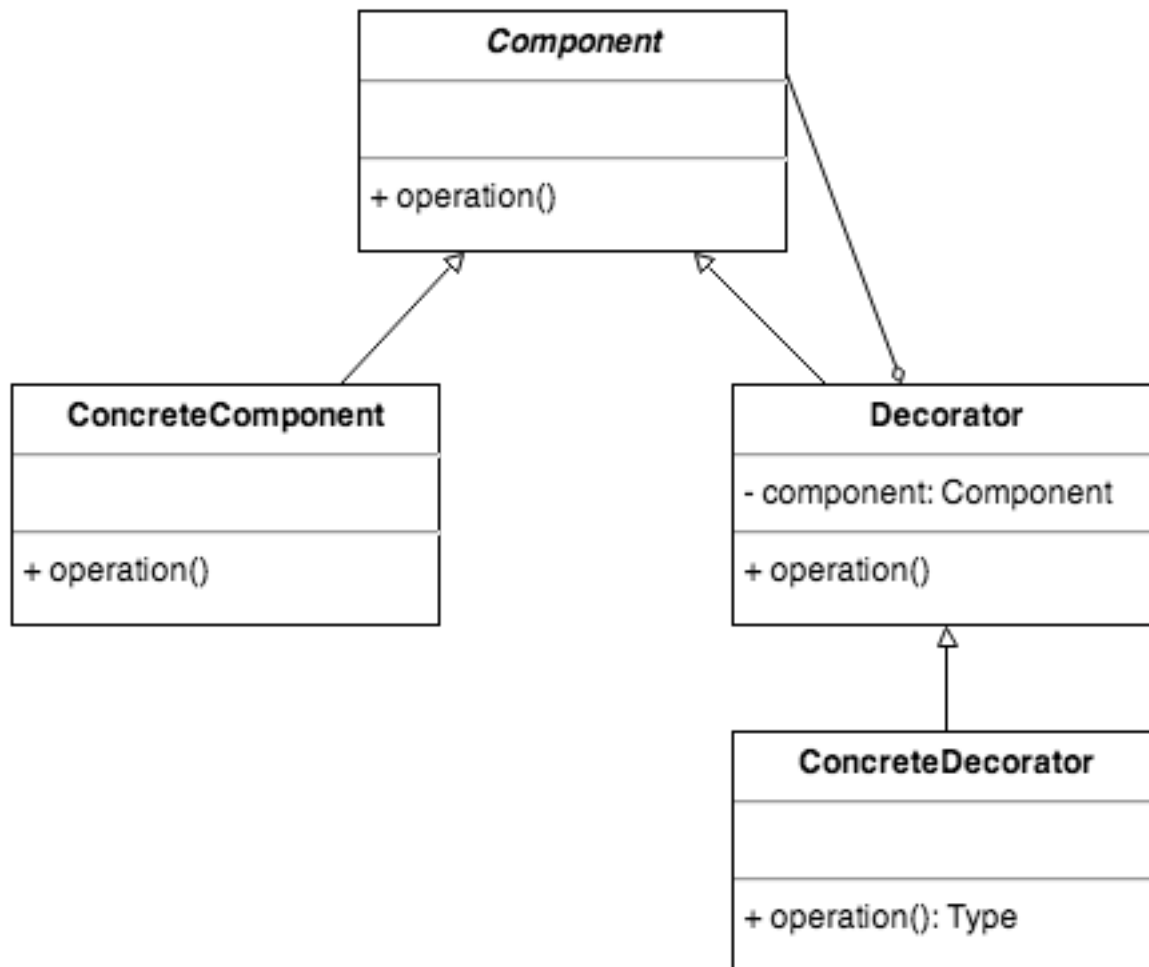 Component
+ operation()
ConcreteComponent
+ operation()
Decorator
- component: Component
+ operation()
ConcreteDecorator
+ operation(): Type